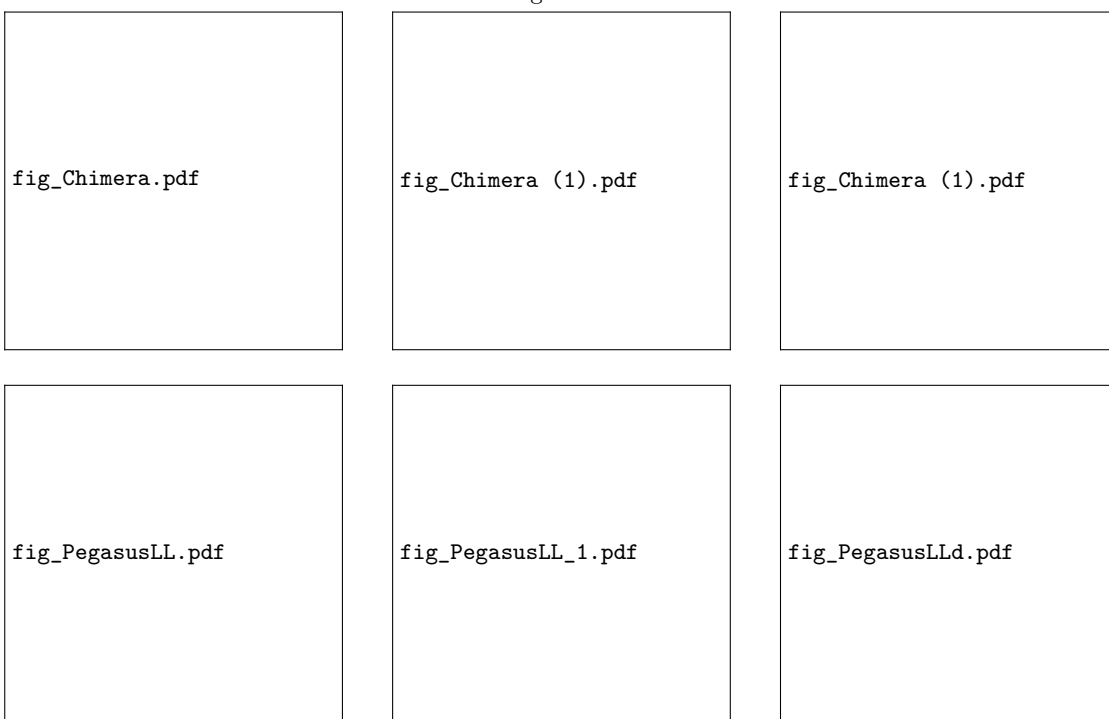 fig_Chimera.pdf
fig_Chimera (1).pdf
fig_Chimera (1).pdf
fig_PegasusLL.pdf
fig_PegasusLL_1.pdf
fig_PegasusLLd.pdf